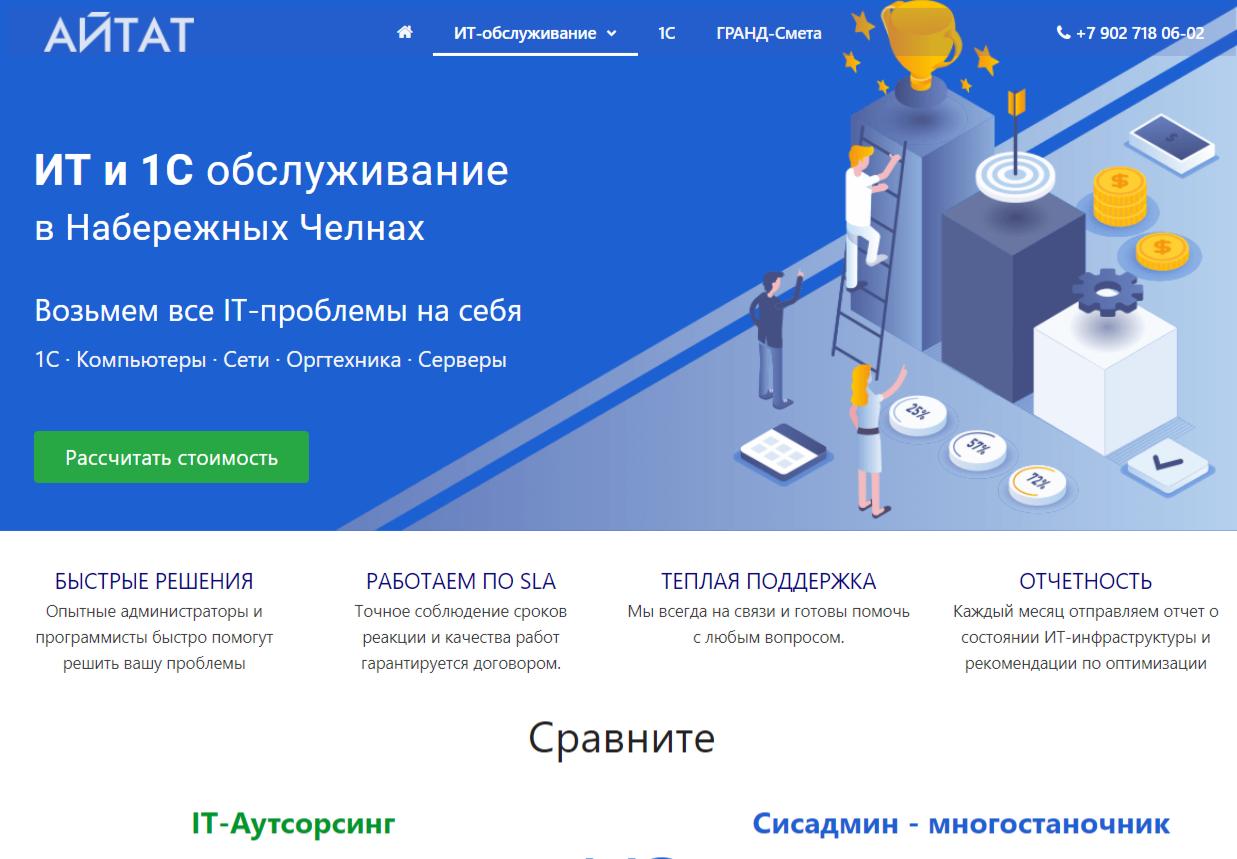 АЙТАТ
ИТ-обслуживание
1С
ГРАНД-Смета
+7 902 718 06-02
ИТ и 1С обслуживание
в Набережных Челнах
Возьмем все IT-проблемы на себя
1С · Компьютеры · Сети · Оргтехника · Серверы
Рассчитать стоимость
$
$
$
25%
57%
72%
БЫСТРЫЕ РЕШЕНИЯ
Опытные администраторы и
программисты быстро помогут
решить вашу проблемы
РАБОТАЕМ ПО SLA
Точное соблюдение сроков
реакции и качества работ
гарантируется договором.
ТЕПЛАЯ ПОДДЕРЖКА
Мы всегда на связи и готовы помочь
с любым вопросом.
ОТЧЕТНОСТЬ
Каждый месяц отправляем отчет о
состоянии ИТ-инфраструктуры и
рекомендации по оптимизации
Сравните
IT-Аутсорсинг
Сисадмин - многостаночник